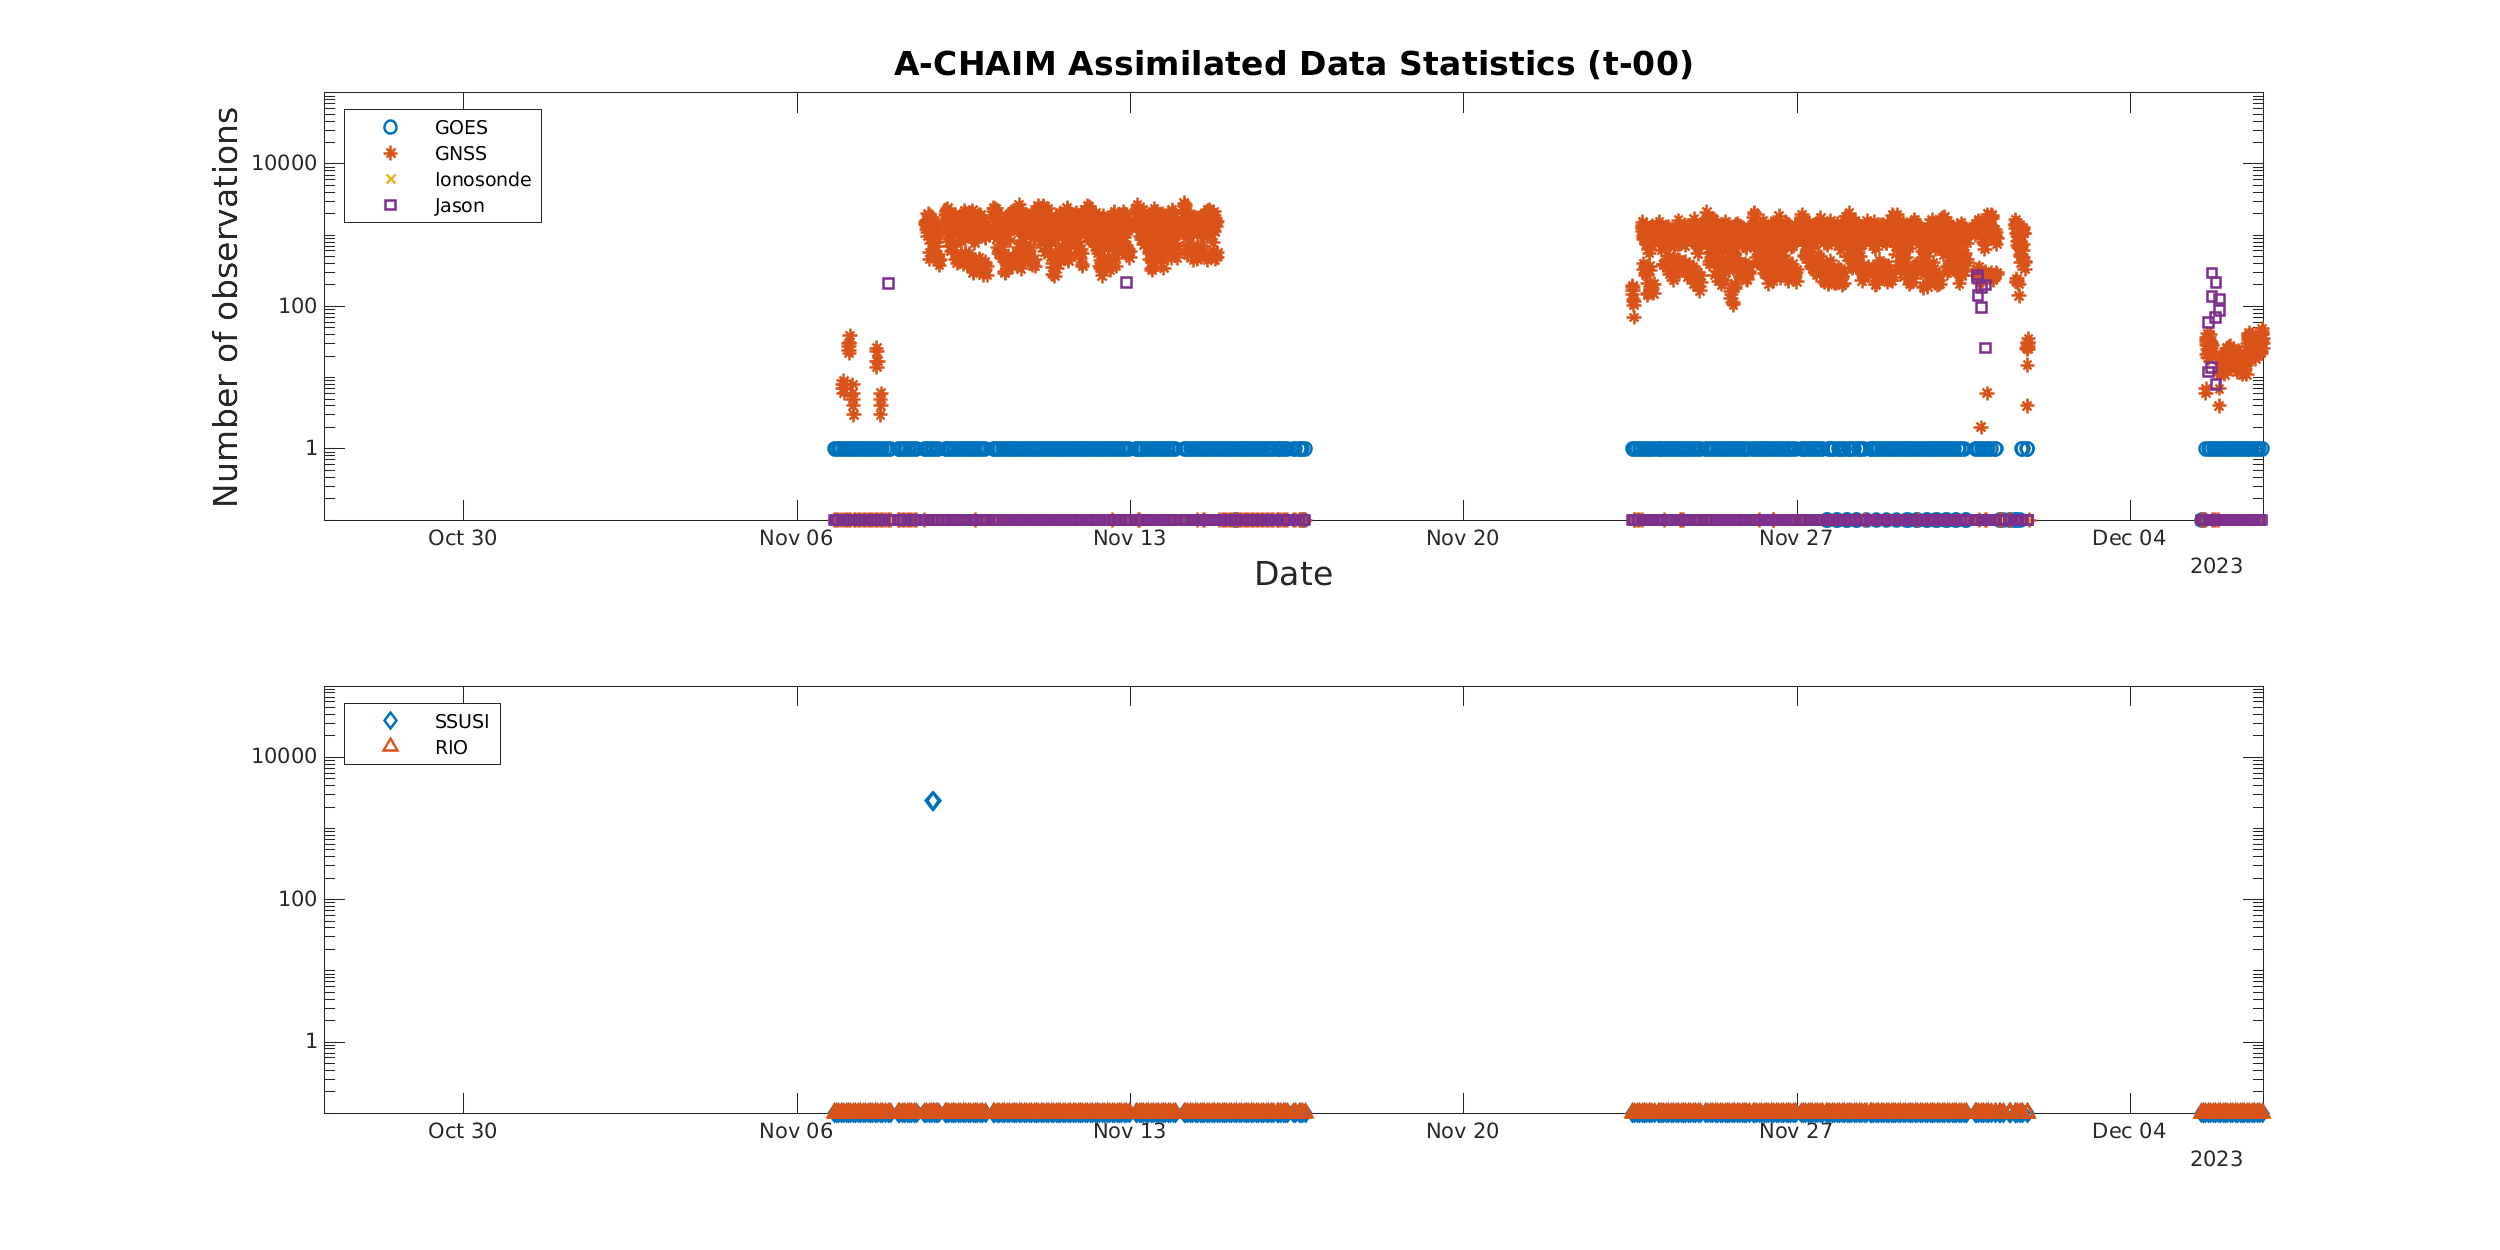 A-CHAIM Assimilated Data Statistics (t-00)
Number of observations
10000
100
1
GOES
GNSS
Ionosonde
Jason
Oct 30
Nov 06
Nov 13
Nov 20
Nov 27
Dec 04
2023
Date
10000
100
1
SSUSI
RIO
Oct 30
Nov 06
Nov 13
Nov 20
Nov 27
Dec 04
2023